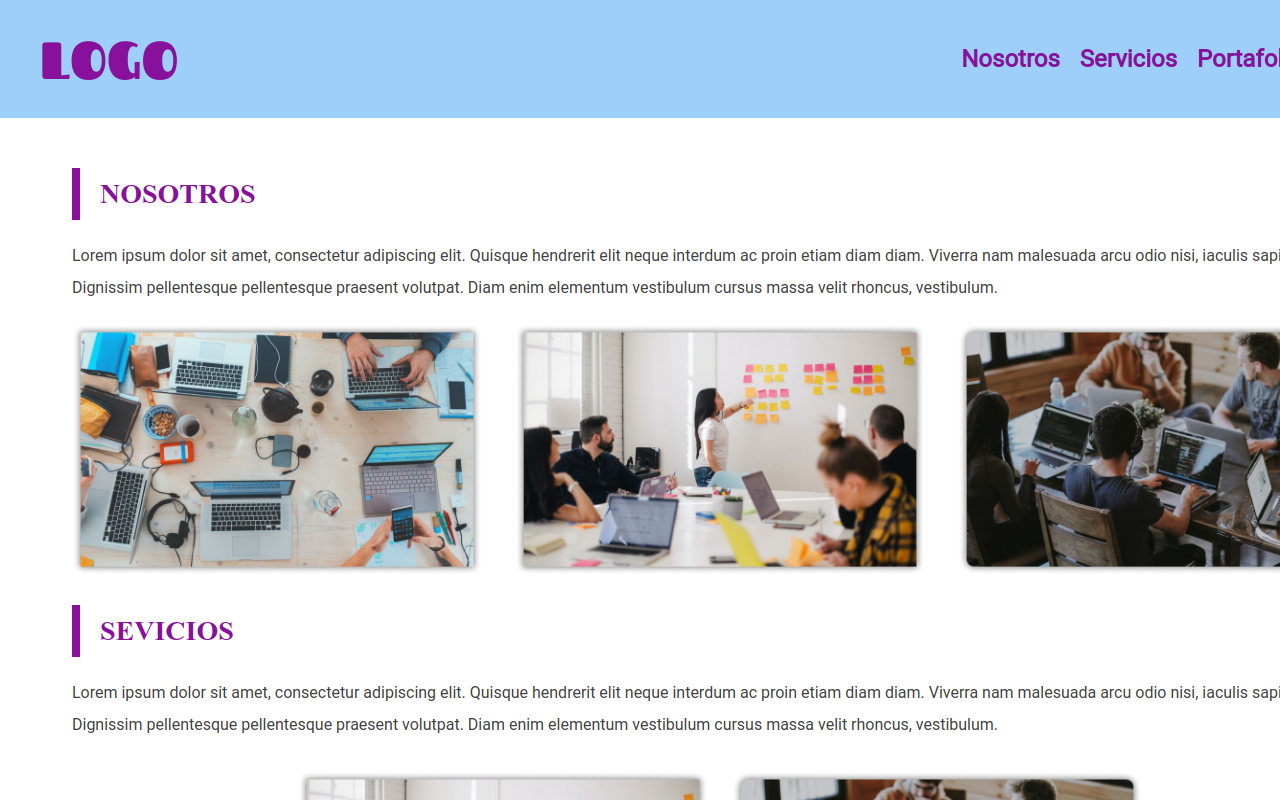 LOGO
Nosotros Servicios
NOSOTROS
Lorem ipsum dolor sit amet, consectetur adipiscing elit. Quisque hendrerit elit neque interdum ac proin etiam diam diam. Viverra nam malesuada arcu odio nisi, iaculis
Dignissim pellentesque pellentesque praesent volutpat. Diam enim elementum vestibulum cursus massa velit rhoncus, vestibulum.
SEVICIOS
Lorem ipsum dolor sit amet, consectetur adipiscing elit. Quisque hendrerit elit neque interdum ac proin etiam diam diam. Viverra nam malesuada arcu odio nisi, iaculis
Dignissim pellentesque pellentesque praesent volutpat. Diam enim elementum vestibulum cursus massa velit rhoncus, vestibulum.